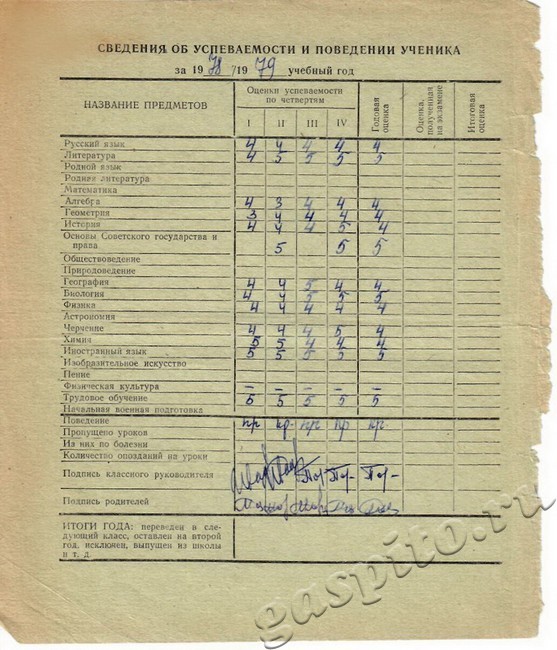 СВЕДЕНИЯ ОБ УСПЕВАЕМОСТИ И ПОВЕДЕНИИ УЧЕНИКА
за 1978/1979 учебный год
НАЗВАНИЕ ПРЕДМЕТОВ
Оценки успеваемости
по четвертям
I II III IV
Годовая
оценка
Оценка,
полученная
на экзамене
Итоговая
оценка
Русский язык 4 4 4 4 4
Литература 4 5 5 5 5
Родной язык
Родная литература
Математика
Алгебра 4 3 4 4 4
Геометрия 3 4 4 4 4
История 4 4 4 5 4
Основы Советского государства и
права 5 5 5
Обществоведение
Природоведение
География 4 4 5 4 4
Биология 4 4 5 5 5
Физика 4 4 4 4 4
Астрономия
Черчение 4 4 4 5 4
Химия 5 5 4 4 4
Иностранный язык 5 5 5 5 5
Изобразительное искусство
Пение
Физическая культура – – – – –
Трудовое обучение 5 5 5 5 5
Начальная военная подготовка
Поведение пр пр пр пр пр
Пропущено уроков
Из них по болезни
Количество опозданий на уроки
Подпись классного руководителя
Подпись родителей
ИТОГИ ГОДА: переведен в сле-
дующий класс, оставлен на второй
год, исключен, выпущен из школы
и т. д.
gaspito.ru